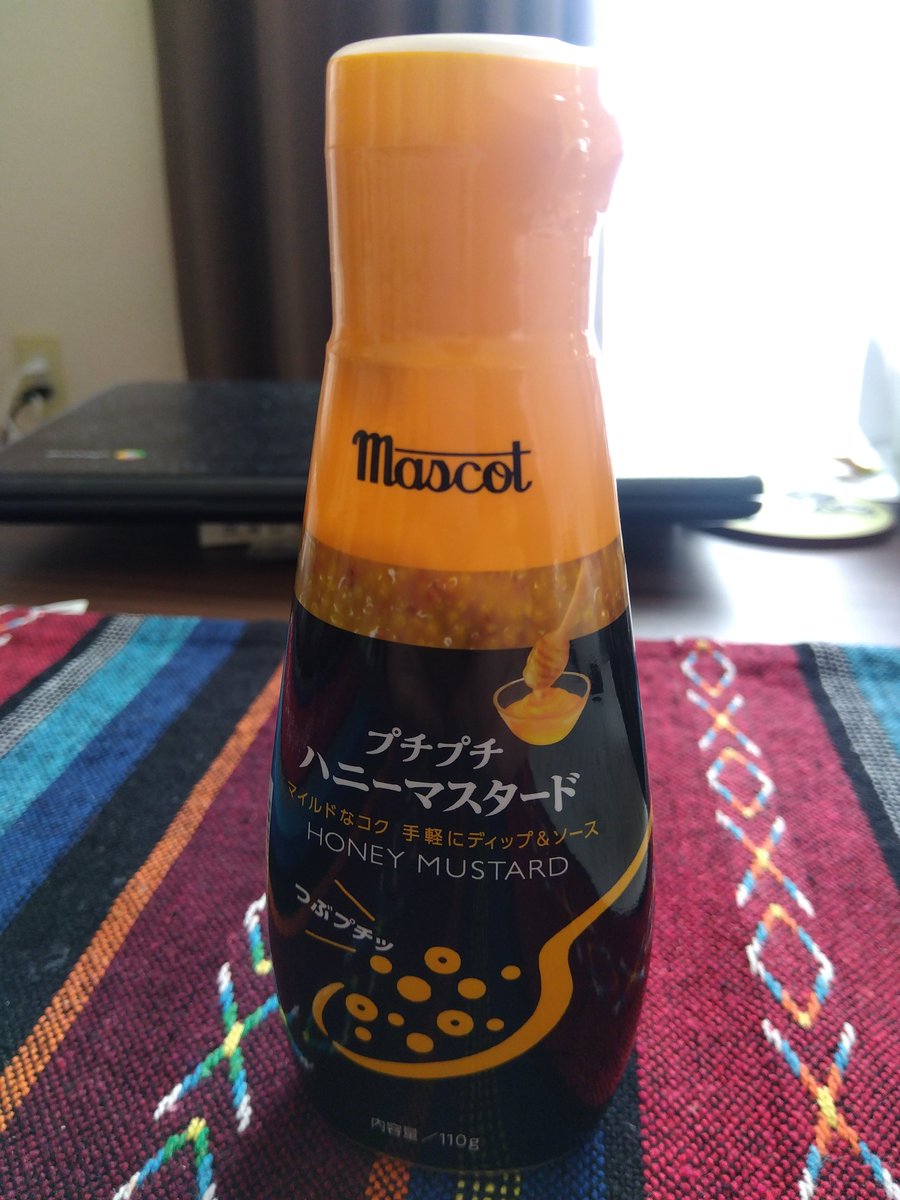 mascot
プチプチ
ハニーマスタード
マイルドなコク 手軽にディップ&ソース
HONEY MUSTARD
つぶプチッ
内容量/110g